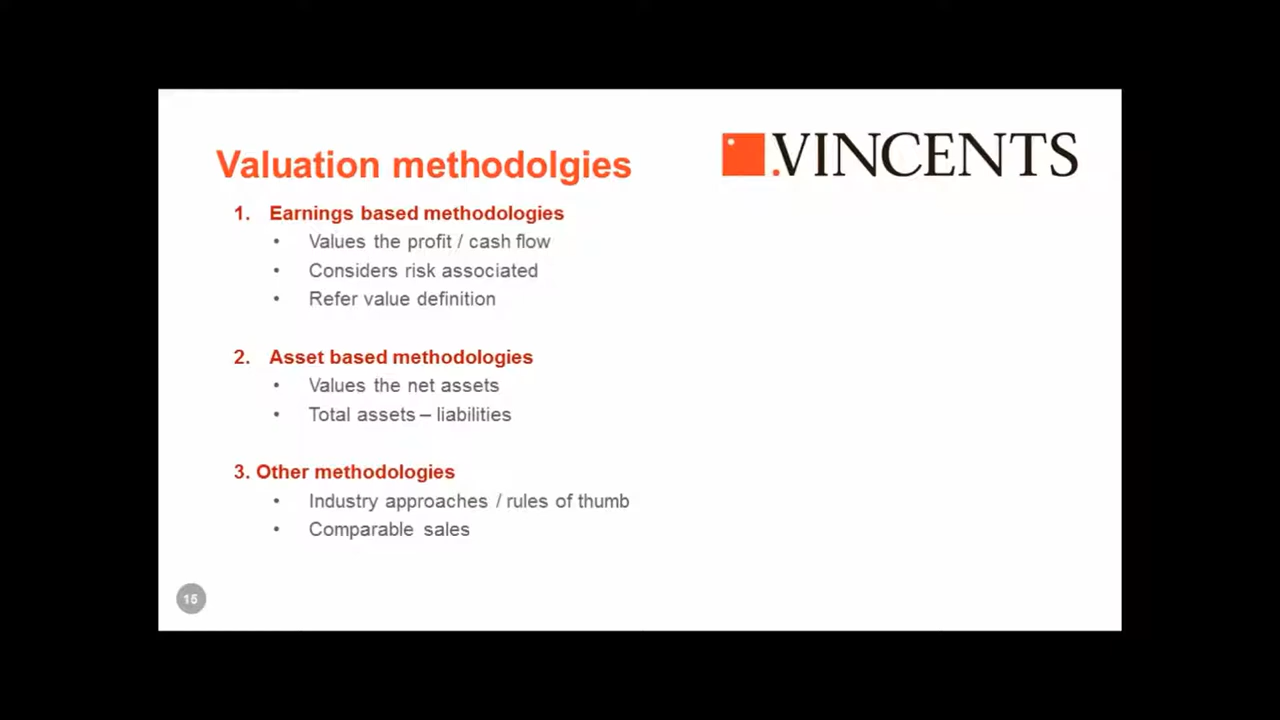 Valuation methodolgies
.VINCENTS
1. Earnings based methodologies
• Values the profit / cash flow
• Considers risk associated
• Refer value definition
2. Asset based methodologies
• Values the net assets
• Total assets – liabilities
3. Other methodologies
• Industry approaches / rules of thumb
• Comparable sales
15